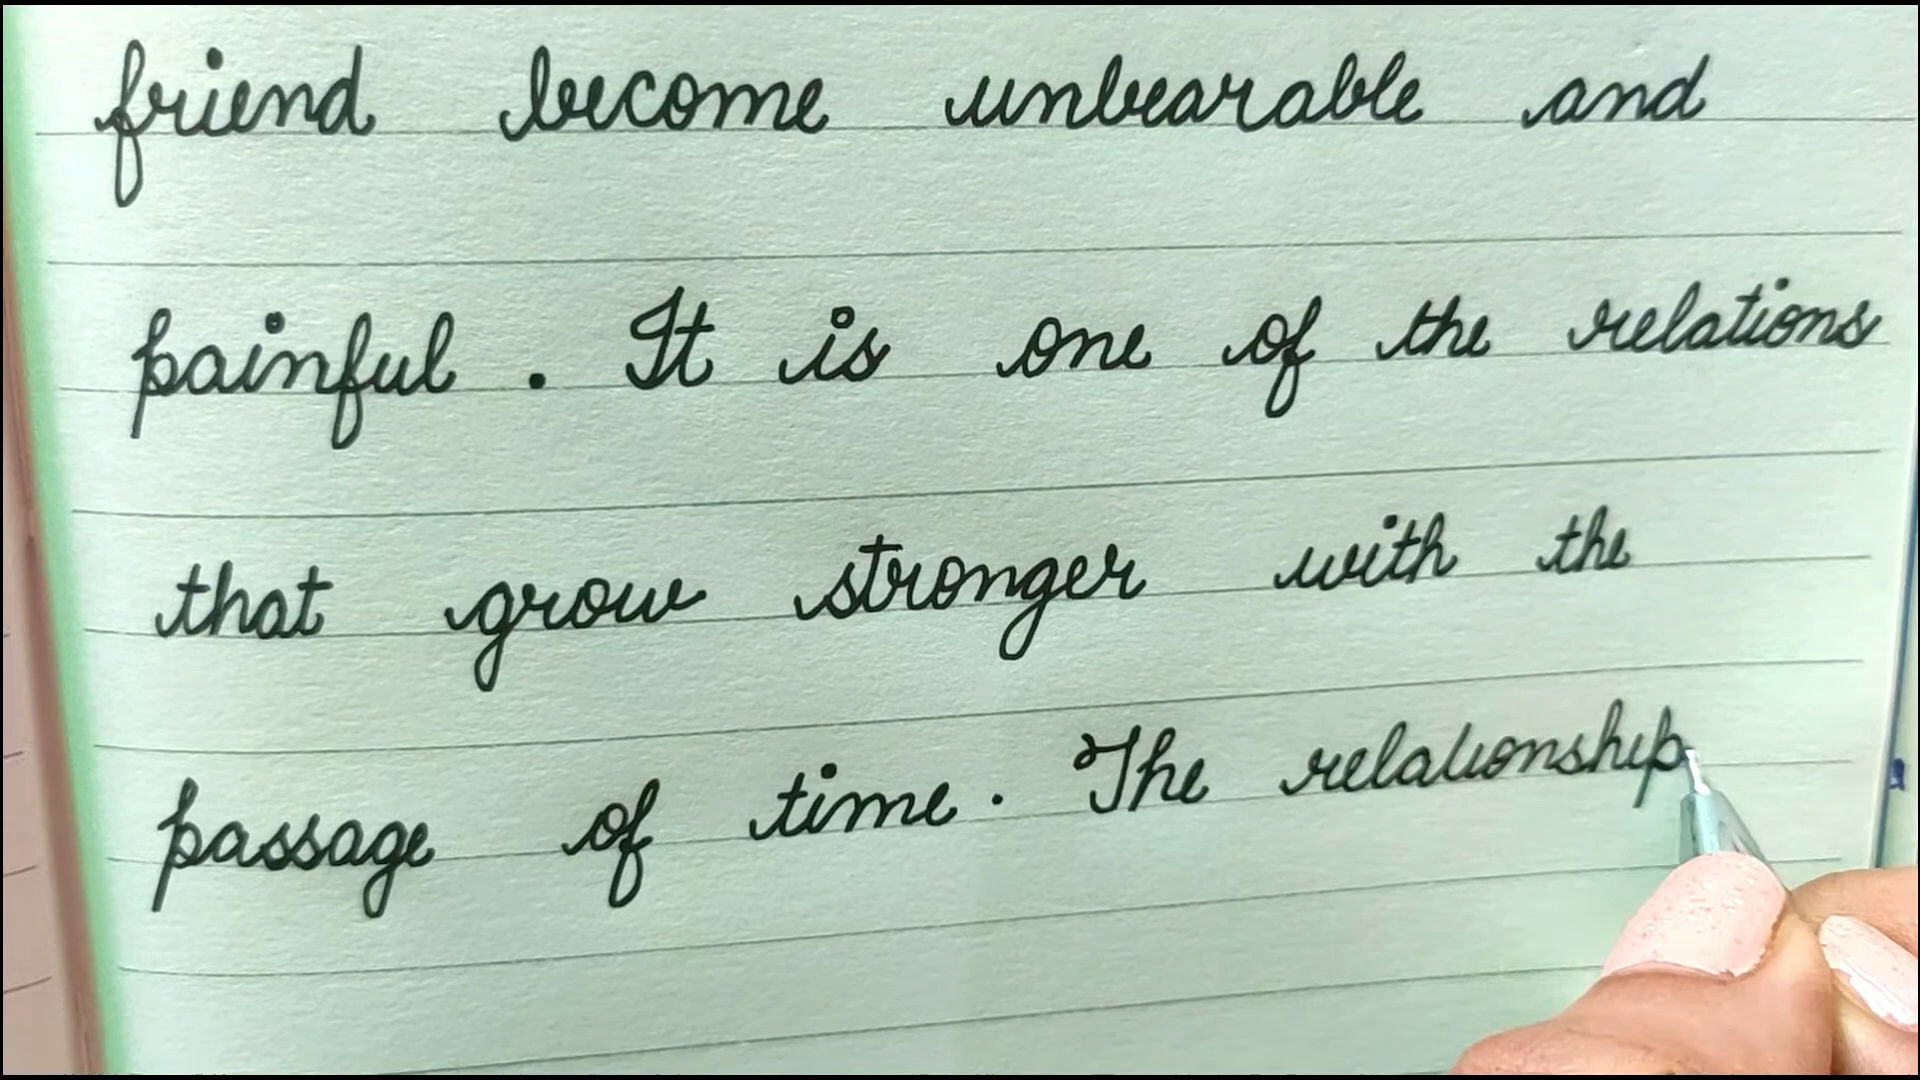 friend become unbearable and
painful . It is one of the relations
that grow stronger with the
passage of time. The relationship